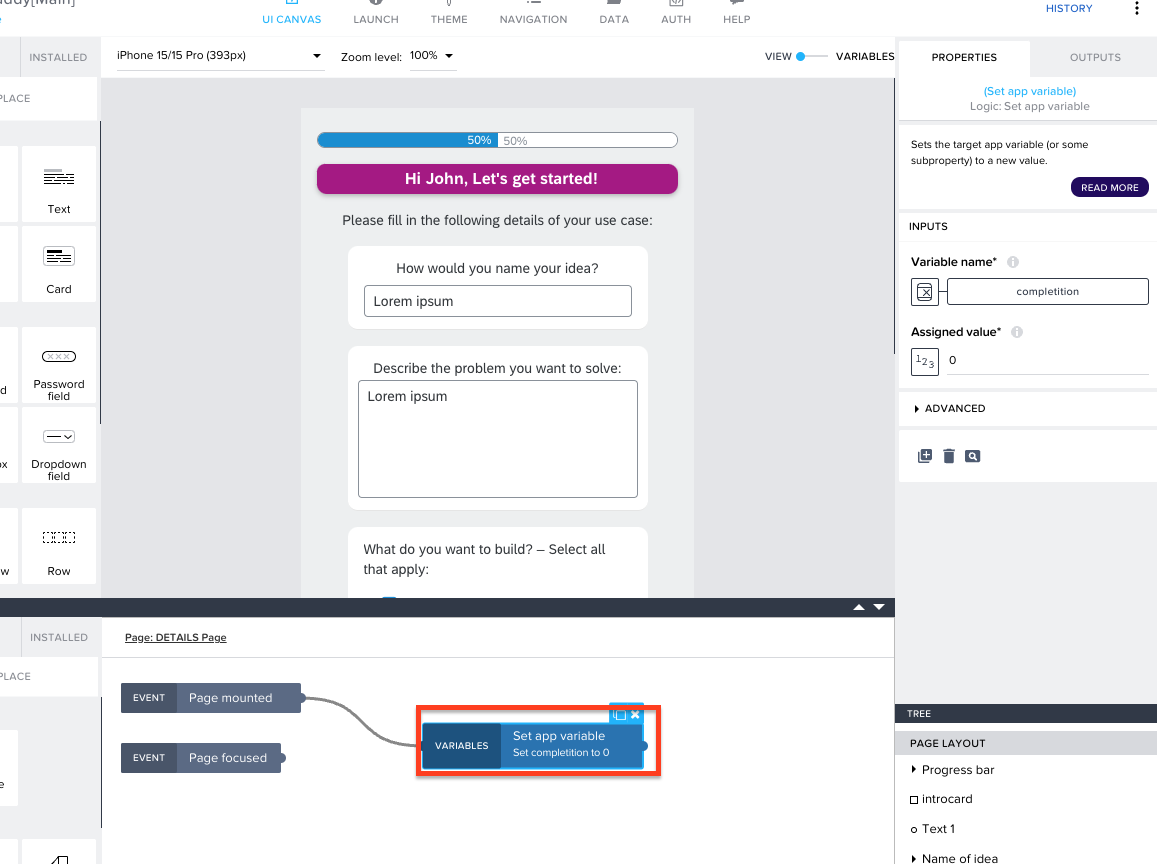 addy[Main]
UI CANVAS
LAUNCH
THEME
NAVIGATION
DATA
AUTH
HELP
HISTORY
INSTALLED
iPhone 15/15 Pro (393px)
Zoom level: 100%
VIEW
VARIABLES
PROPERTIES
OUTPUTS
PLACE
(Set app variable)
Logic: Set app variable
Sets the target app variable (or some
subproperty) to a new value.
READ MORE
INPUTS
Variable name*
completition
Assigned value*
123
0
ADVANCED
Text
Card
d
Password
field
x
Dropdown
field
w
Row
50%
50%
Hi John, Let's get started!
Please fill in the following details of your use case:
How would you name your idea?
Lorem ipsum
Describe the problem you want to solve:
Lorem ipsum
What do you want to build? – Select all
that apply:
INSTALLED
PLACE
e
Page: DETAILS Page
EVENT
Page mounted
EVENT
Page focused
VARIABLES
Set app variable
Set completition to 0
TREE
PAGE LAYOUT
Progress bar
introcard
Text 1
Name of idea